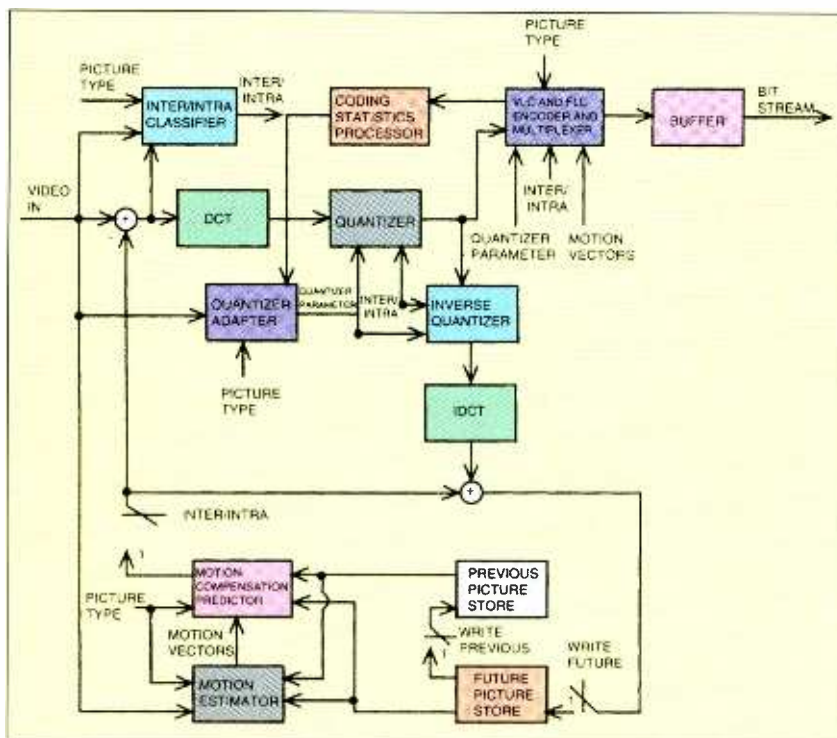 PICTURE
TYPE
PICTURE
TYPE
INTER/INTRA
CLASSIFIER
INTER/
INTRA
CODING
STATISTICS
PROCESSOR
VLC AND FLC
ENCODER AND
MULTIPLEXER
BUFFER
BIT
STREAM
VIDEO
IN
+
DCT
QUANTIZER
INTER/
INTRA
QUANTIZER
PARAMETER
MOTION
VECTORS
QUANTIZER
ADAPTER
QUANTIZER
PARAMETER
INTER/
INTRA
INVERSE
QUANTIZER
PICTURE
TYPE
IDCT
+
INTER/INTRA
1
MOTION
COMPENSATION
PREDICTOR
PREVIOUS
PICTURE
STORE
PICTURE
TYPE
MOTION
VECTORS
WRITE
PREVIOUS
WRITE
FUTURE
1
MOTION
ESTIMATOR
FUTURE
PICTURE
STORE
1